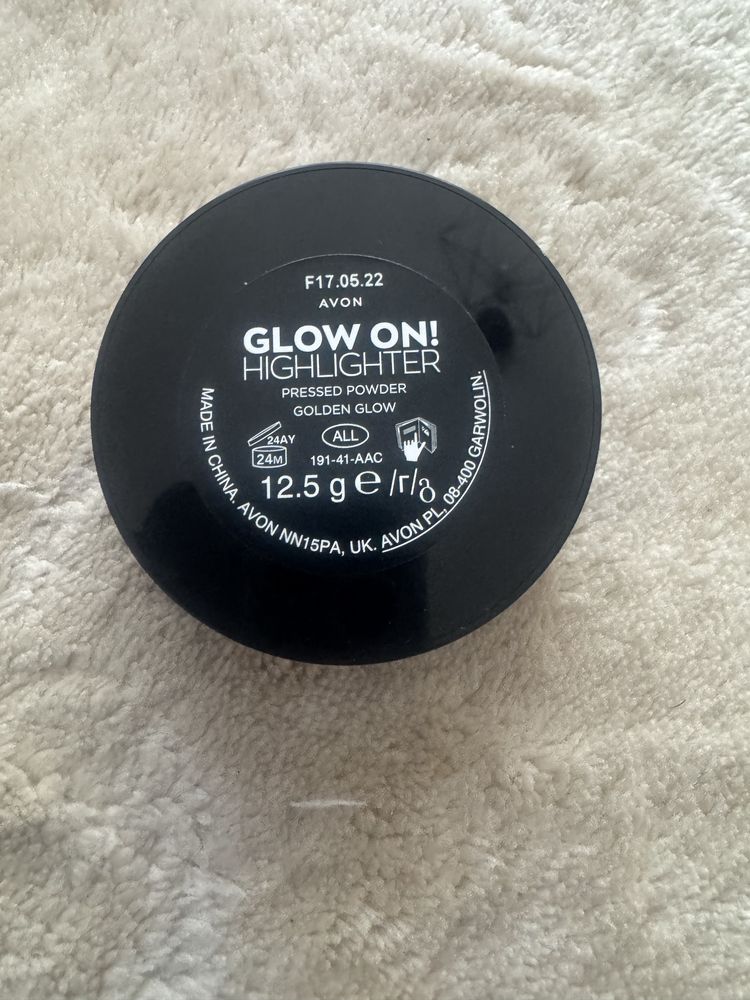 F17.05.22
AVON
GLOW ON!
HIGHLIGHTER
PRESSED POWDER
GOLDEN GLOW
24AY
24M
ALL
191-41-AAC
12.5 g e /г/გ
MADE IN CHINA. AVON NN15PA, UK. AVON PL, 08-400 GARWOLIN.